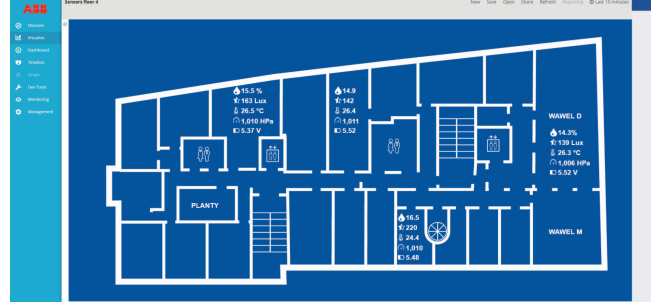 ABB
Sensors floor 4
New Save Open Share Refresh Reporting Last 15 minutes
Discover
Visualize
Dashboard
Timelion
Graph
Dev Tools
Monitoring
Management
15.5 %
163 Lux
26.5 °C
1,010 HPa
5.37 V
14.9
142
26.4
1,011
5.52
WAWEL D
14.3%
139 Lux
26.3 °C
1,006 HPa
5.52 V
PLANTY
16.5
220
24.4
1,010
5.48
WAWEL M